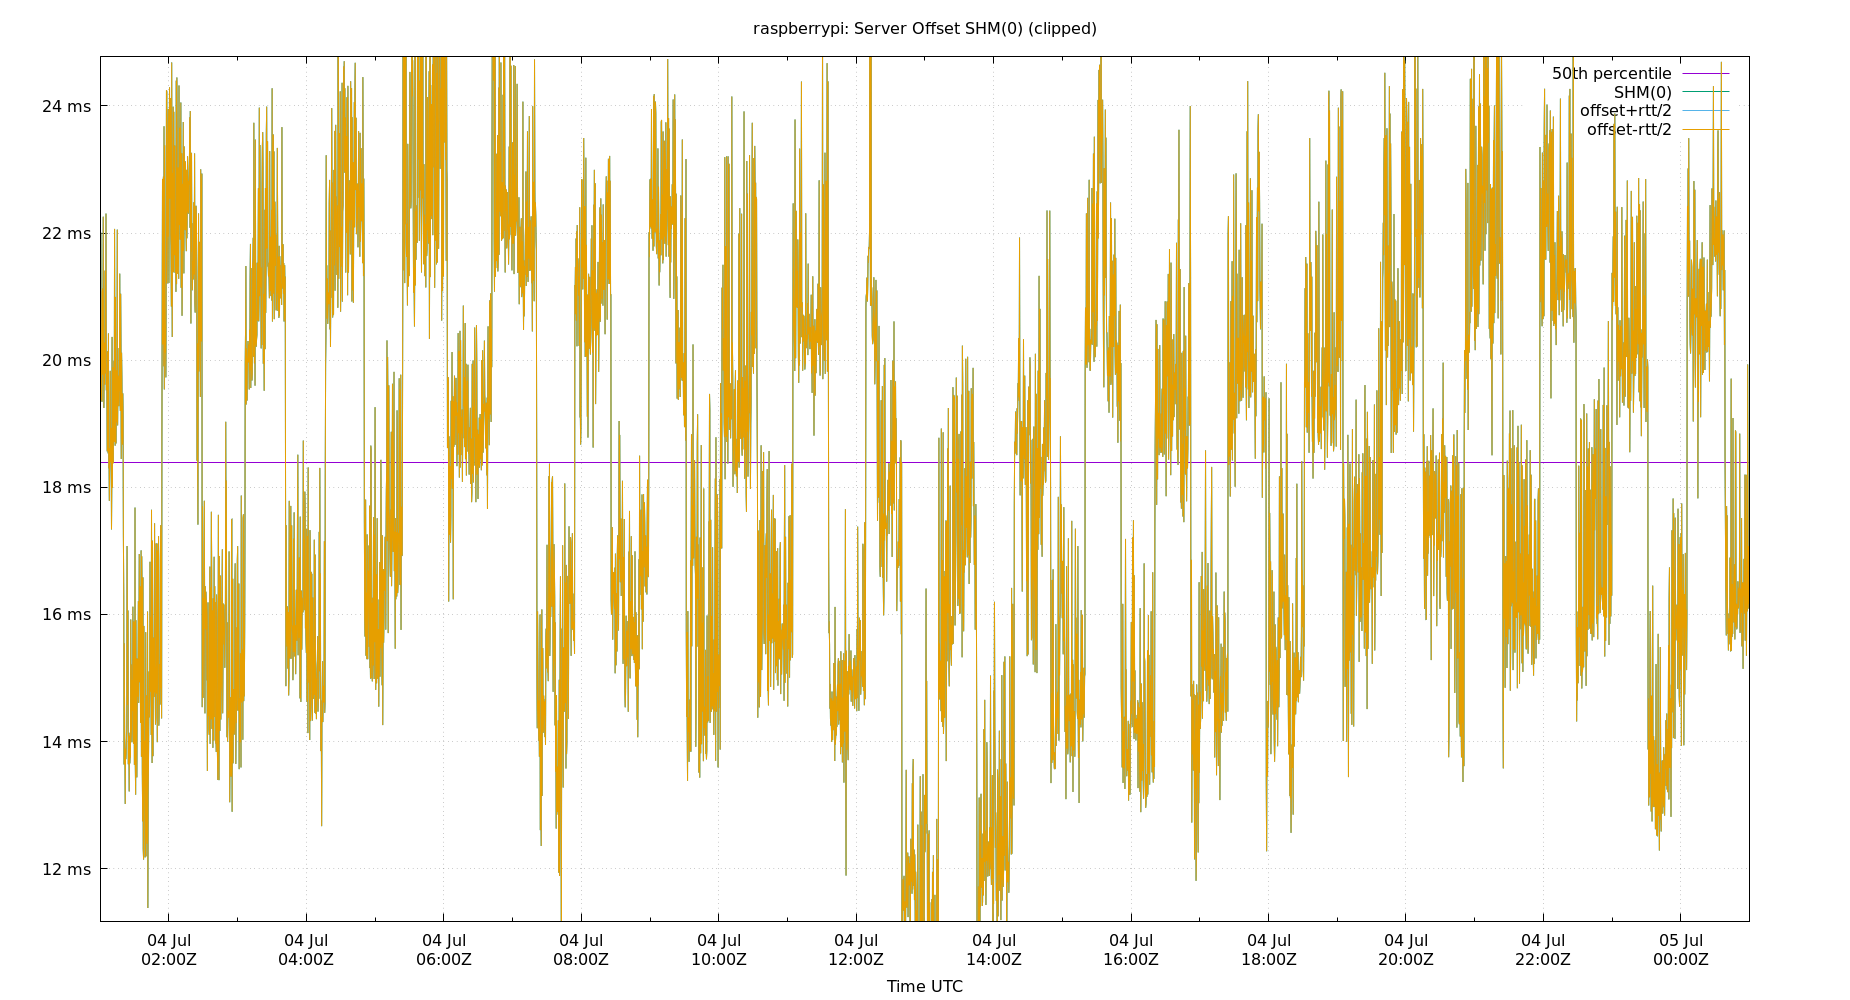 raspberrypi: Server Offset SHM(0) (clipped)
50th percentile
SHM(0)
offset+rtt/2
offset-rtt/2
24 ms
22 ms
20 ms
18 ms
16 ms
14 ms
12 ms
04 Jul 04 Jul 04 Jul 04 Jul 04 Jul 04 Jul 04 Jul 04 Jul 04 Jul 04 Jul 04 Jul 05 Jul
02:00Z 04:00Z 06:00Z 08:00Z 10:00Z 12:00Z 14:00Z 16:00Z 18:00Z 20:00Z 22:00Z 00:00Z
Time UTC